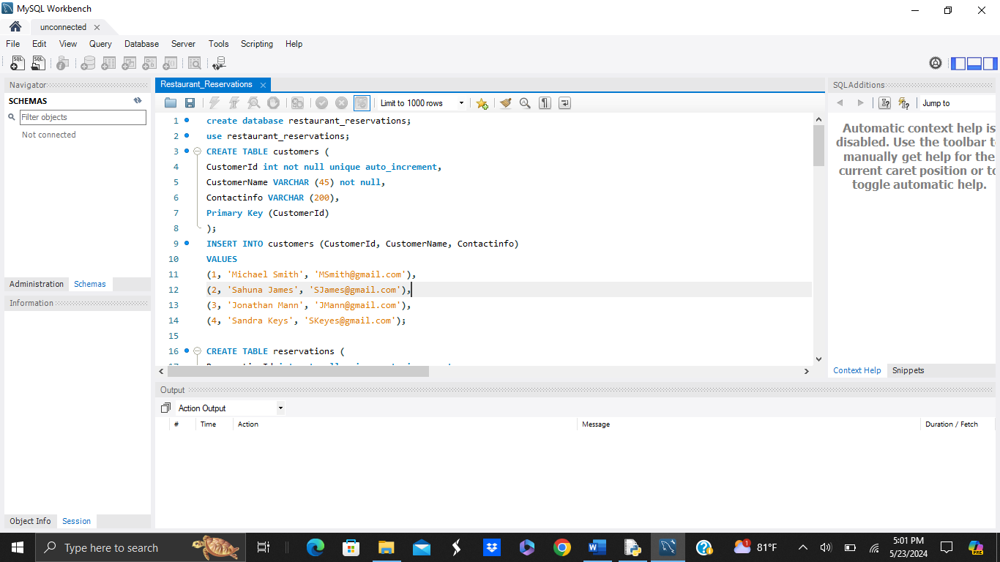 MySQL Workbench
unconnected
File Edit View Query Database Server Tools Scripting Help
Navigator
SCHEMAS
Filter objects
Not connected
Administration Schemas
Information
Object Info Session
Restaurant_Reservations
Limit to 1000 rows
1 create database restaurant_reservations;
2 use restaurant_reservations;
3 CREATE TABLE customers (
4 CustomerId int not null unique auto_increment,
5 CustomerName VARCHAR (45) not null,
6 Contactinfo VARCHAR (200),
7 Primary Key (CustomerId)
8 );
9 INSERT INTO customers (CustomerId, CustomerName, Contactinfo)
10 VALUES
11 (1, 'Michael Smith', 'MSmith@gmail.com'),
12 (2, 'Sahuna James', 'SJames@gmail.com'),
13 (3, 'Jonathan Mann', 'JMann@gmail.com'),
14 (4, 'Sandra Keys', 'SKeyes@gmail.com');
15
16 CREATE TABLE reservations (
Output
Action Output
# Time Action Message Duration / Fetch
SQLAdditions
Jump to
Automatic context help is
disabled. Use the toolbar t
manually get help for the
current caret position or to
toggle automatic help.
Context Help Snippets
Type here to search
1
81°F
5:01 PM
5/23/2024
PRE